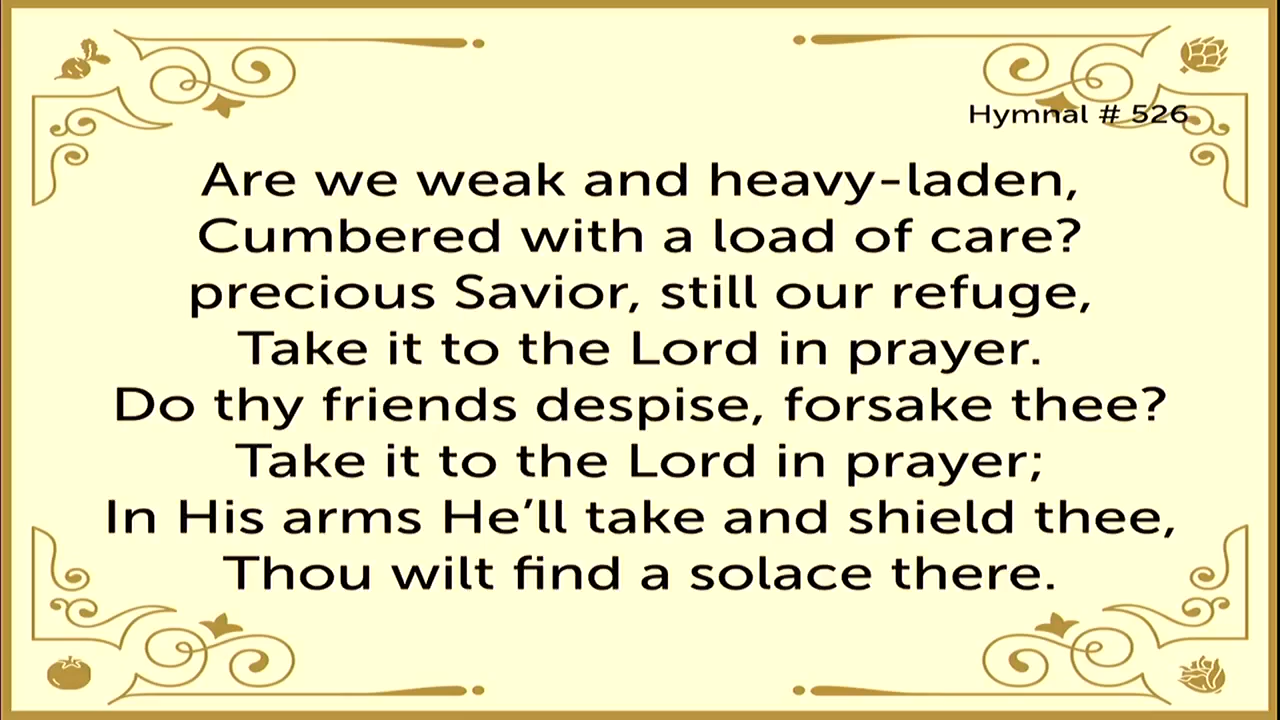 Hymnal # 526
Are we weak and heavy-laden,
Cumbered with a load of care?
precious Savior, still our refuge,
Take it to the Lord in prayer.
Do thy friends despise, forsake thee?
Take it to the Lord in prayer;
In His arms He’ll take and shield thee,
Thou wilt find a solace there.